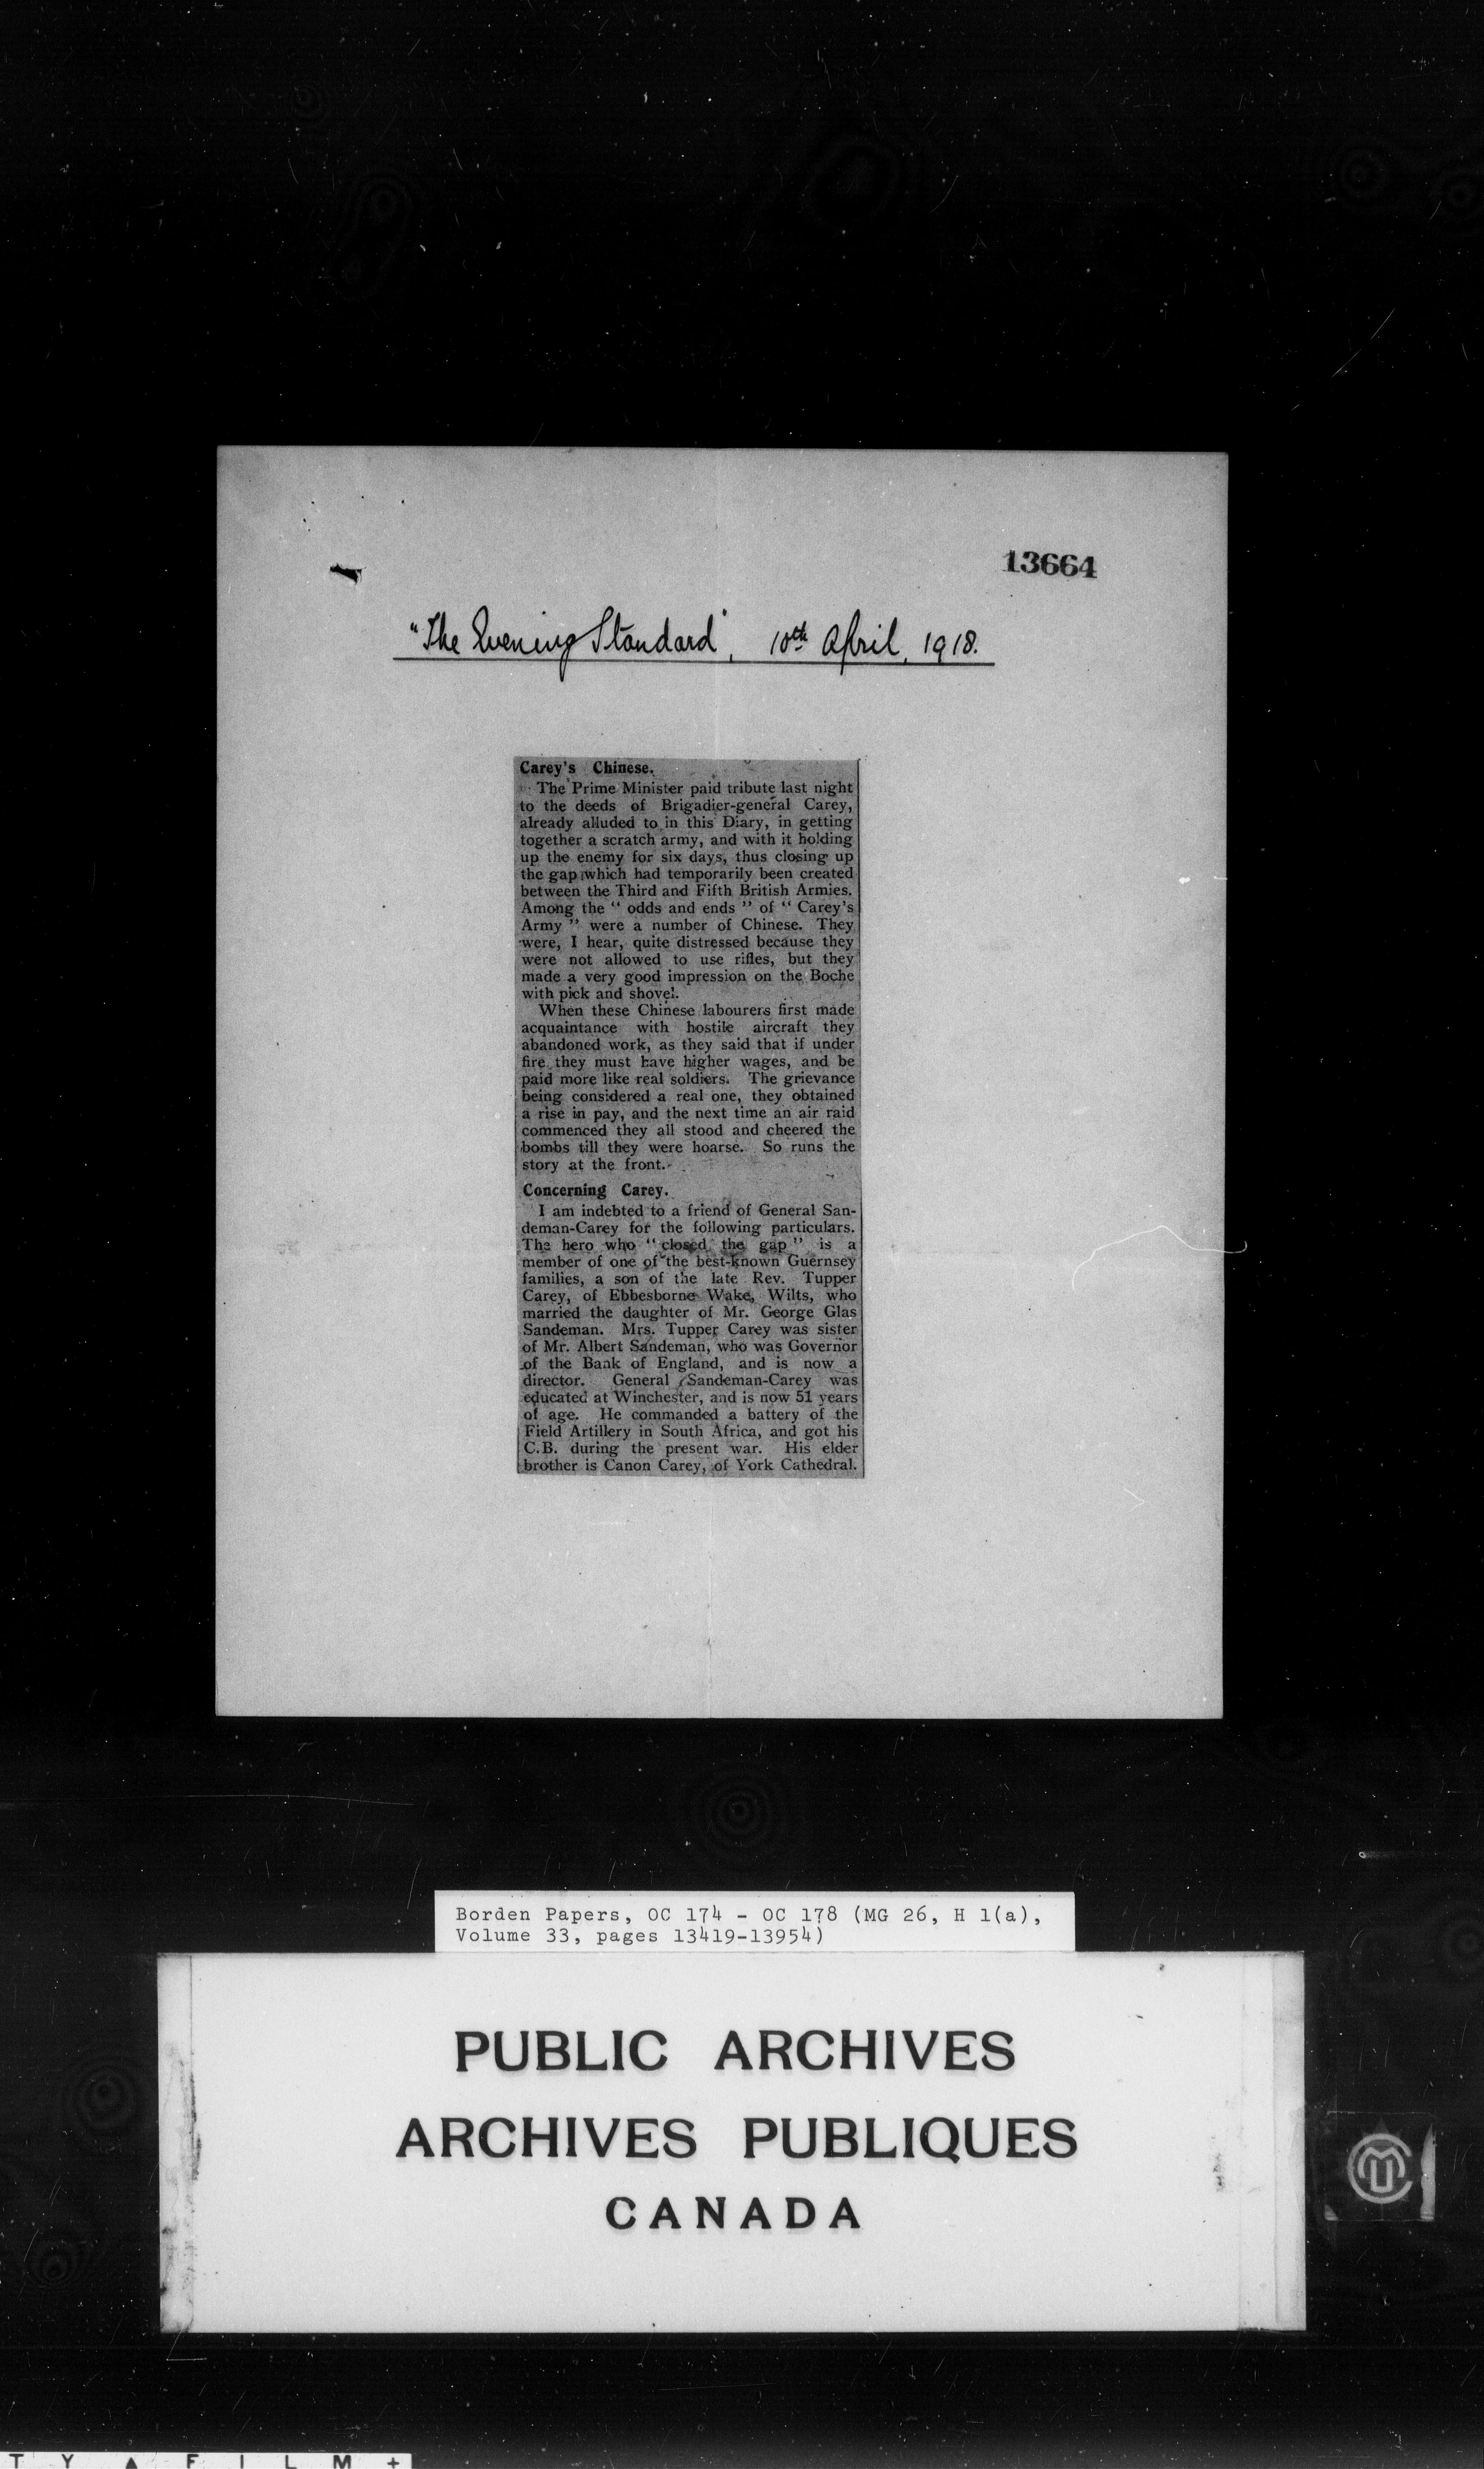 13664
"The Evening Standard", 10th April, 1918.
Carey's Chinese.
The Prime Minister paid tribute last night
to the deeds of Brigadier-general Carey,
already alluded to in this Diary, in getting
together a scratch army, and with it holding
up the enemy for six days, thus closing up
the gap which had temporarily been created
between the Third and Fifth British Armies.
Among the " odds and ends " of " Carey's
Army " were a number of Chinese. They
were, I hear, quite distressed because they
were not allowed to use rifles, but they
made a very good impression on the Boche
with pick and shovel.
When these Chinese labourers first made
acquaintance with hostile aircraft they
abandoned work, as they said that if under
fire they must have higher wages, and be
paid more like real soldiers. The grievance
being considered a real one, they obtained
a rise in pay, and the next time an air raid
commenced they all stood and cheered the
bombs till they were hoarse. So runs the
story at the front.
Concerning Carey.
I am indebted to a friend of General San-
deman-Carey for the following particulars.
The hero who " closed the gap " is a
member of one of the best-known Guernsey
families, a son of the late Rev. Tupper
Carey, of Ebbesborne Wake, Wilts, who
married the daughter of Mr. George Glas
Sandeman. Mrs. Tupper Carey was sister
of Mr. Albert Sandeman, who was Governor
of the Bank of England, and is now a
director. General Sandeman-Carey was
educated at Winchester, and is now 51 years
of age. He commanded a battery of the
Field Artillery in South Africa, and got his
C.B. during the present war. His elder
brother is Canon Carey, of York Cathedral.
Borden Papers, OC 174 - OC 178 (MG 26, H 1(a),
Volume 33, pages 13419-13954)
PUBLIC ARCHIVES
ARCHIVES PUBLIQUES
CANADA
T Y ▲ F I L M +